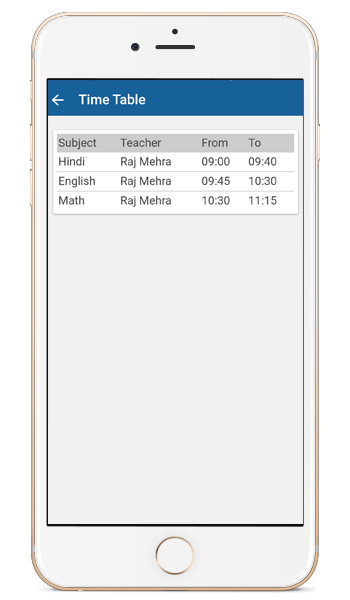 Time Table
Subject Teacher From To
Hindi Raj Mehra 09:00 09:40
English Raj Mehra 09:45 10:30
Math Raj Mehra 10:30 11:15